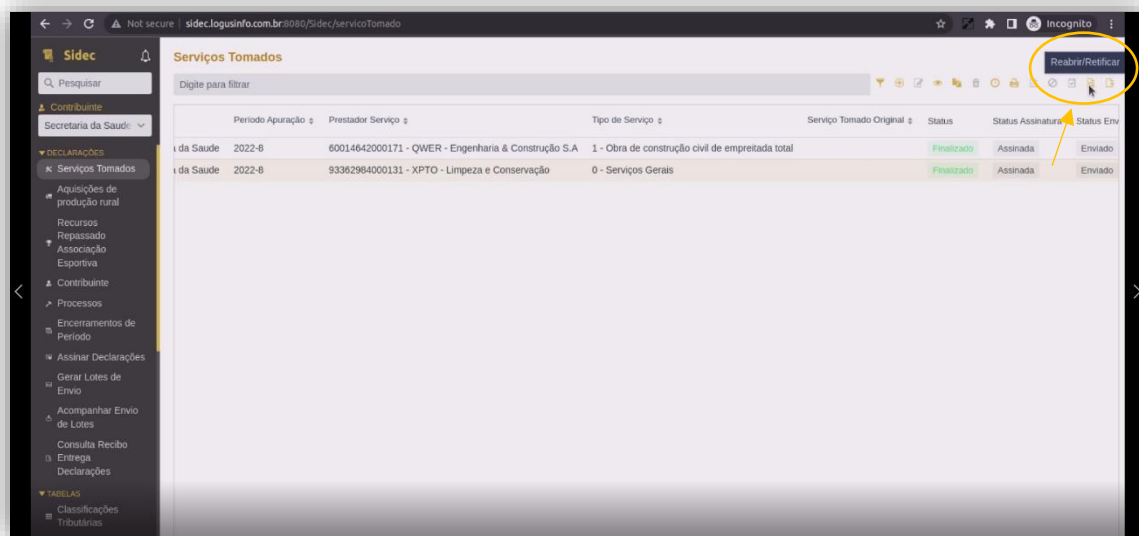 Not secure | sidec.logusinfo.com.br:8080/Sidec/servicoTomado
Incognito
Sidec
Pesquisar
Contribuinte
Secretaria da Saude
DECLARAÇÕES
Serviços Tomados
Aquisições de
produção rural
Recursos
Repassado
Associação
Esportiva
Contribuinte
Processos
Encerramentos de
Período
Assinar Declarações
Gerar Lotes de
Envio
Acompanhar Envio
de Lotes
Consulta Recibo
Entrega
Declarações
TABELAS
Classificações
Tributárias
Serviços Tomados
Reabrir/Retificar
Digite para filtrar
Período Apuração Prestador Serviço Tipo de Serviço Serviço Tomado Original Status Status Assinatura Status Env
da Saude 2022-8 60014642000171 - QWER - Engenharia & Construção S.A 1 - Obra de construção civil de empreitada total Finalizado Assinada Enviado
da Saude 2022-8 93362984000131 - XPTO - Limpeza e Conservação 0 - Serviços Gerais Finalizado Assinada Enviado